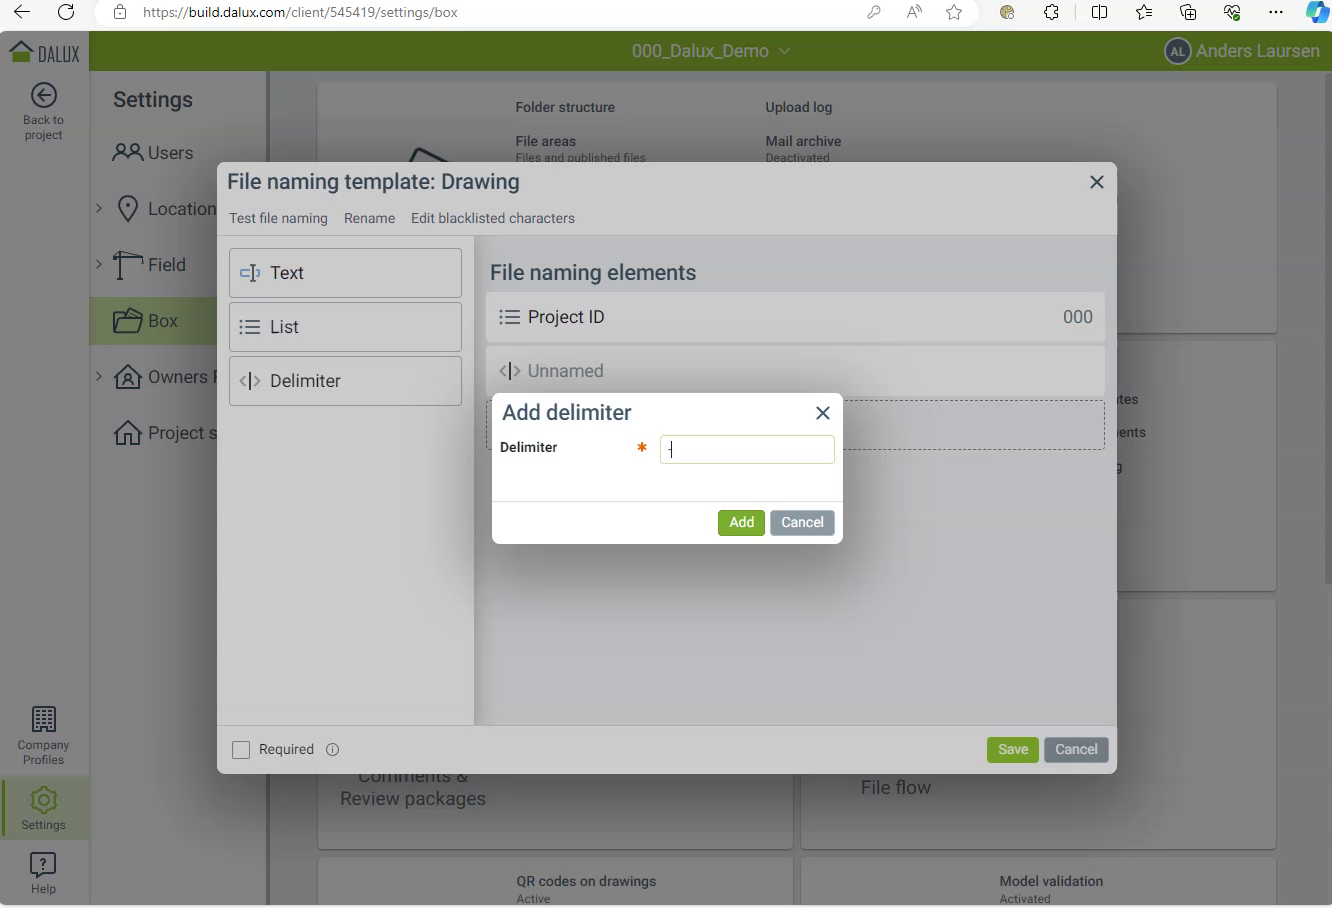 https://build.dalux.com/client/545419/settings/box
DALUX
000_Dalux_Demo
AL Anders Laursen
Back to
project
Settings
Users
Location
Field
Box
Owners
Project s
Folder structure
Upload log
File areas
Files and published files
Mail archive
Deactivated
File naming template: Drawing
Test file naming
Rename
Edit blacklisted characters
Text
List
Delimiter
File naming elements
Project ID
000
Unnamed
Add delimiter
Delimiter *
-
Add
Cancel
Required
Save
Cancel
Company
Profiles
Settings
Help
Comments &
Review packages
File flow
QR codes on drawings
Active
Model validation
Activated